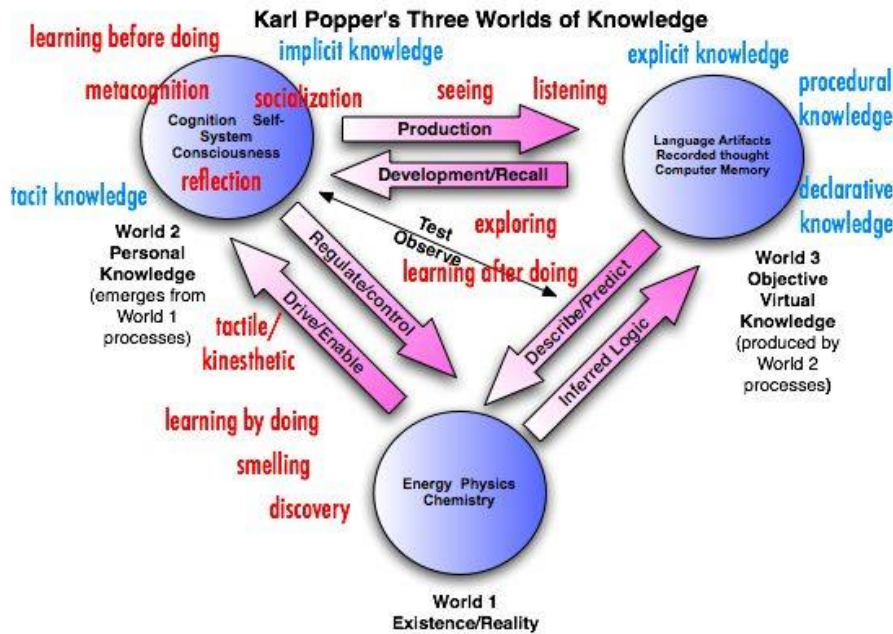 Karl Popper's Three Worlds of Knowledge
learning before doing
implicit knowledge
explicit knowledge
metacognition
socialization
seeing
listening
procedural
knowledge
Cognition Self-
System
Consciousness
Production
Language Artifacts
Recorded thought
Computer Memory
reflection
Development/Recall
tacit knowledge
declarative
knowledge
Test
Observe
exploring
learning after doing
World 2
Personal
Knowledge
(emerges from
World 1
processes)
Regulate/control
Drive/Enable
Describe/Predict
Inferred Logic
World 3
Objective
Virtual
Knowledge
(produced by
World 2
processes)
tactile/
kinesthetic
learning by doing
smelling
discovery
Energy Physics
Chemistry
World 1
Existence/Reality